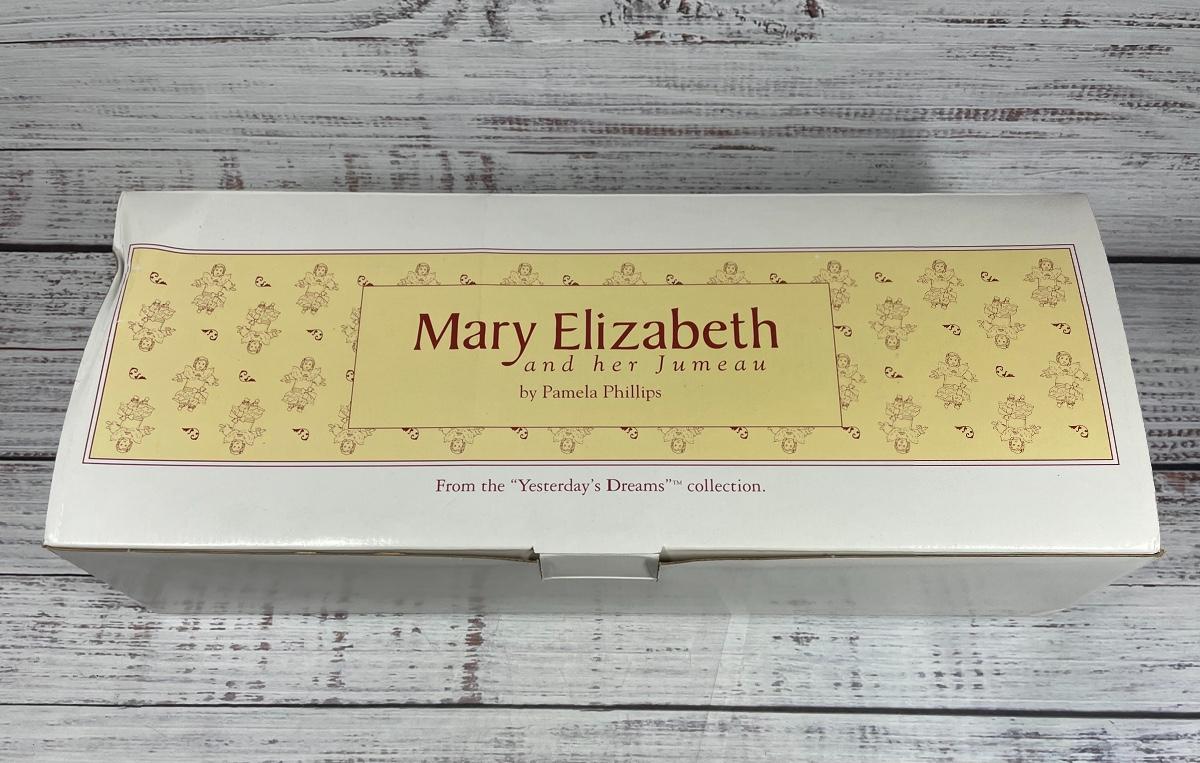 Mary Elizabeth
and her Jumeau
by Pamela Phillips
From the “Yesterday’s Dreams”™ collection.